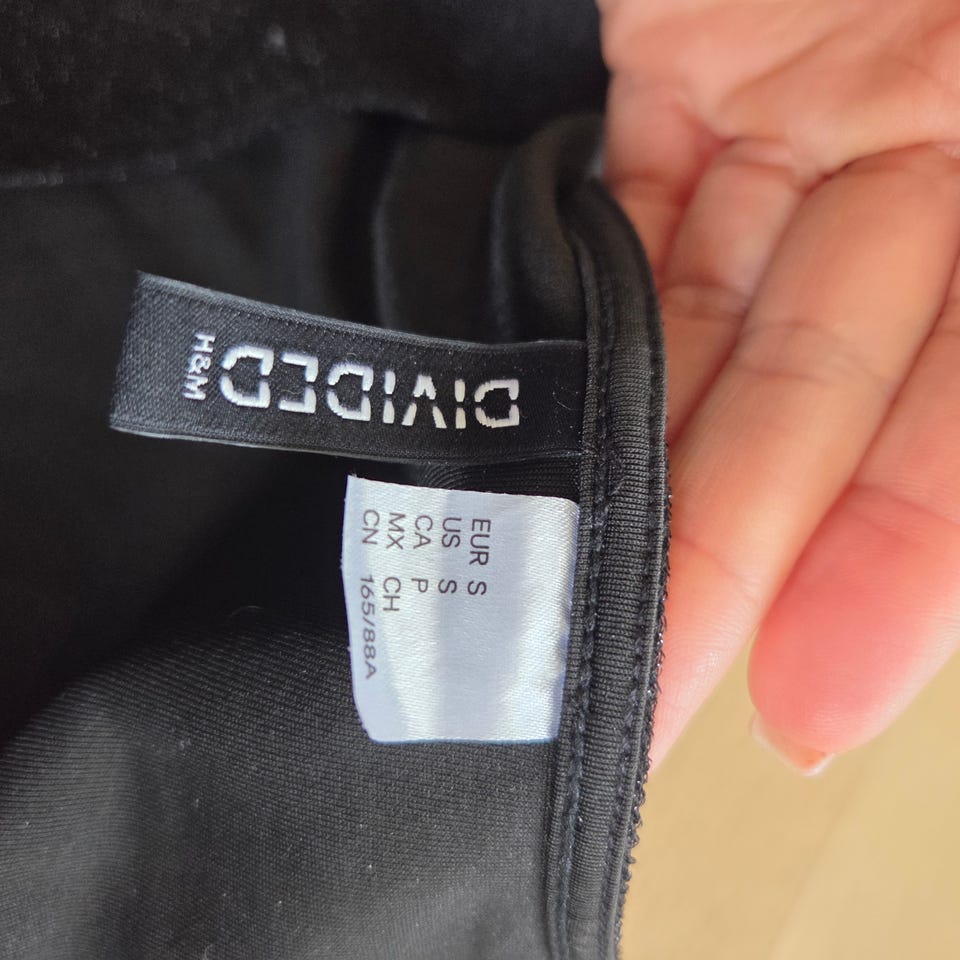 DIVIDED
H&M
EUR S
US S
CA P
MX CH
CN 165/88A